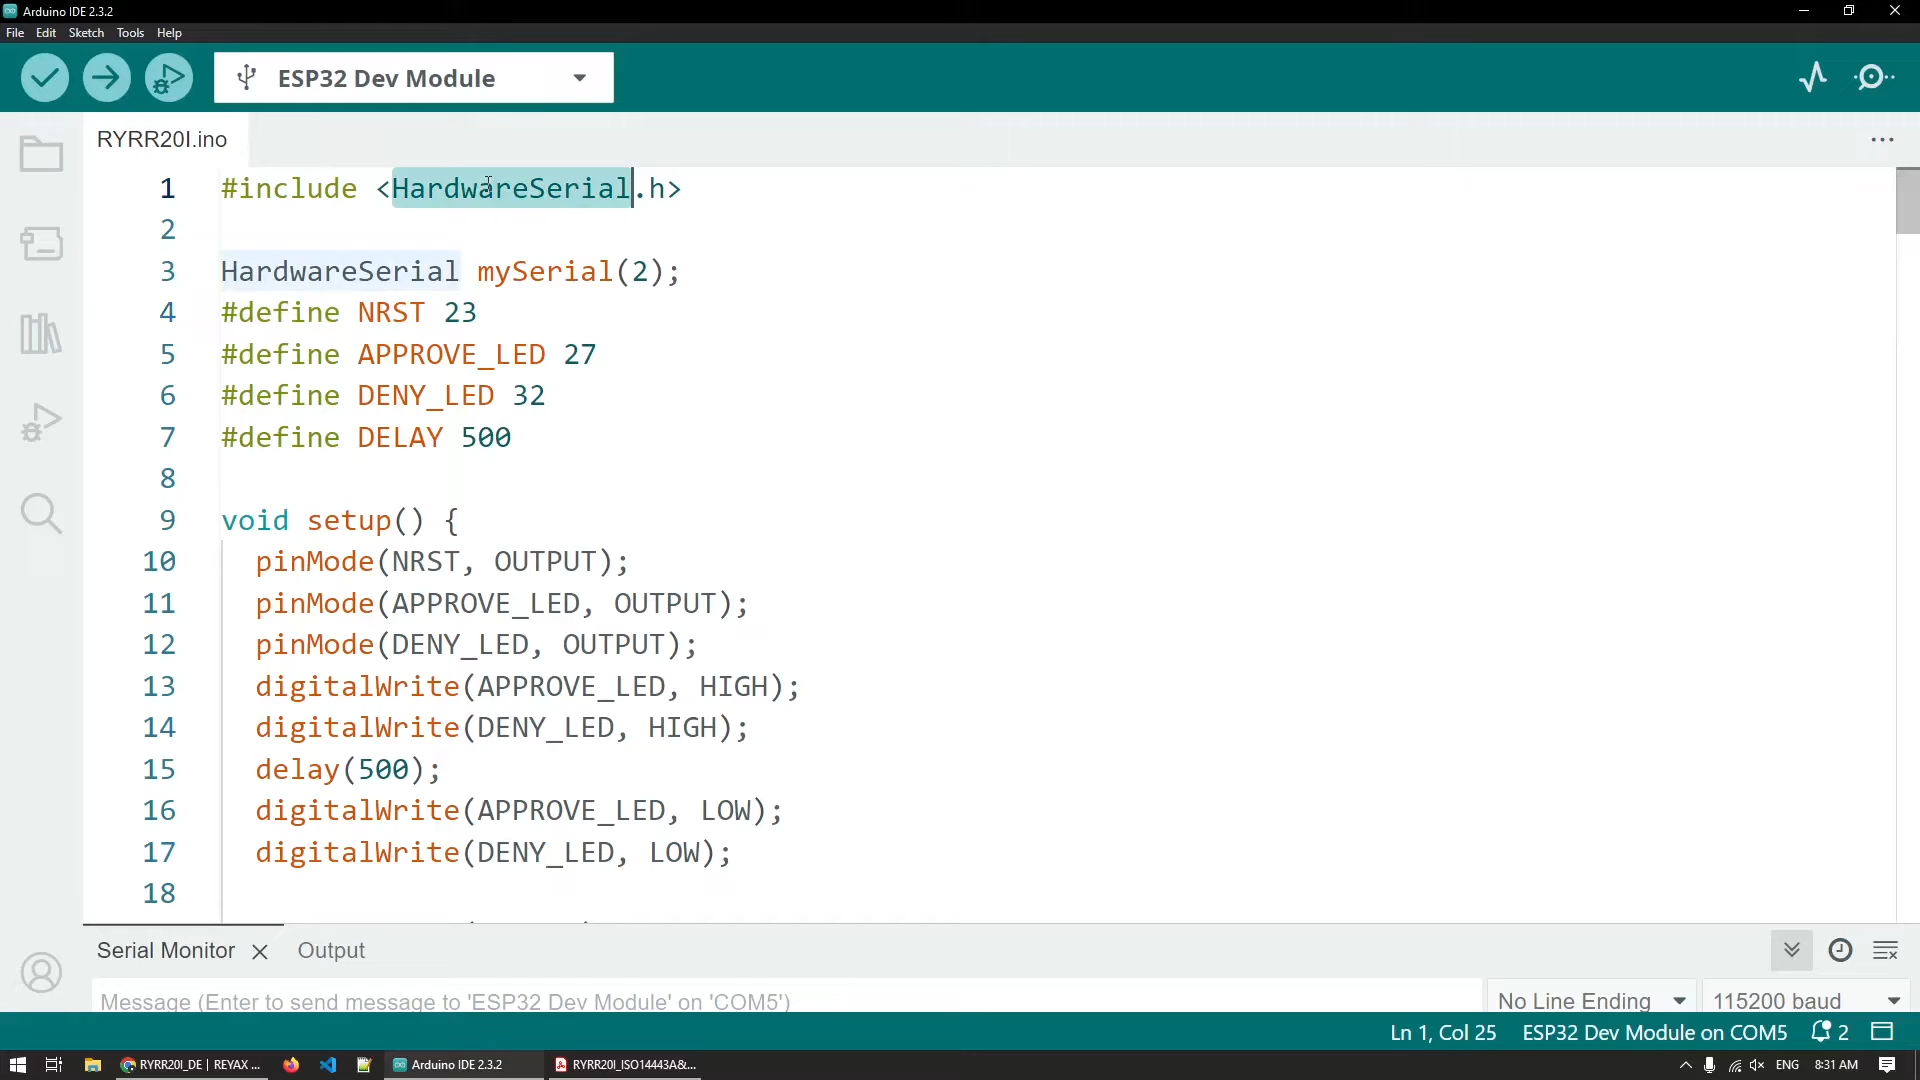 Arduino IDE 2.3.2
File Edit Sketch Tools Help
ESP32 Dev Module
RYRR20I.ino
1 #include <HardwareSerial.h>
2
3 HardwareSerial mySerial(2);
4 #define NRST 23
5 #define APPROVE_LED 27
6 #define DENY_LED 32
7 #define DELAY 500
8
9 void setup() {
10 pinMode(NRST, OUTPUT);
11 pinMode(APPROVE_LED, OUTPUT);
12 pinMode(DENY_LED, OUTPUT);
13 digitalWrite(APPROVE_LED, HIGH);
14 digitalWrite(DENY_LED, HIGH);
15 delay(500);
16 digitalWrite(APPROVE_LED, LOW);
17 digitalWrite(DENY_LED, LOW);
18
Serial Monitor Output
Message (Enter to send message to 'ESP32 Dev Module' on 'COM5') No Line Ending 115200 baud
Ln 1, Col 25 ESP32 Dev Module on COM5 2
RYRR20I_DE | REYAX ... Arduino IDE 2.3.2 RYRR20I_ISO14443A&... ENG 8:31 AM